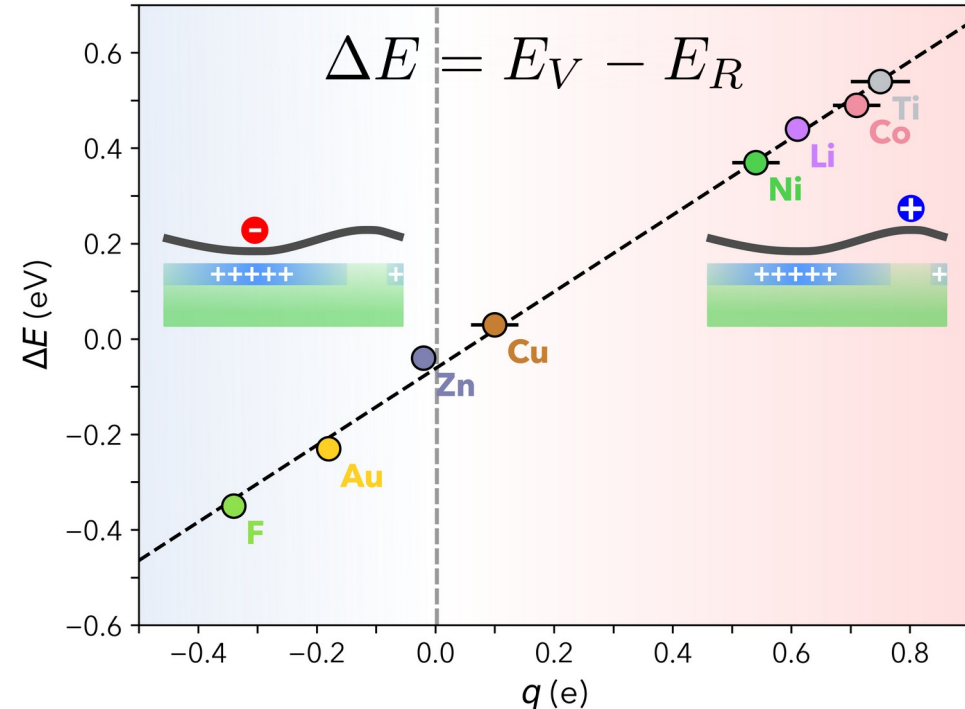 ΔE = E_V − E_R
0.6
0.4
0.2
0.0
−0.2
−0.4
−0.6
ΔE (eV)
Ti
Co
Li
Ni
Cu
Zn
Au
F
-
+++++
+
+
+++++
+
−0.4
−0.2
0.0
0.2
0.4
0.6
0.8
q (e)